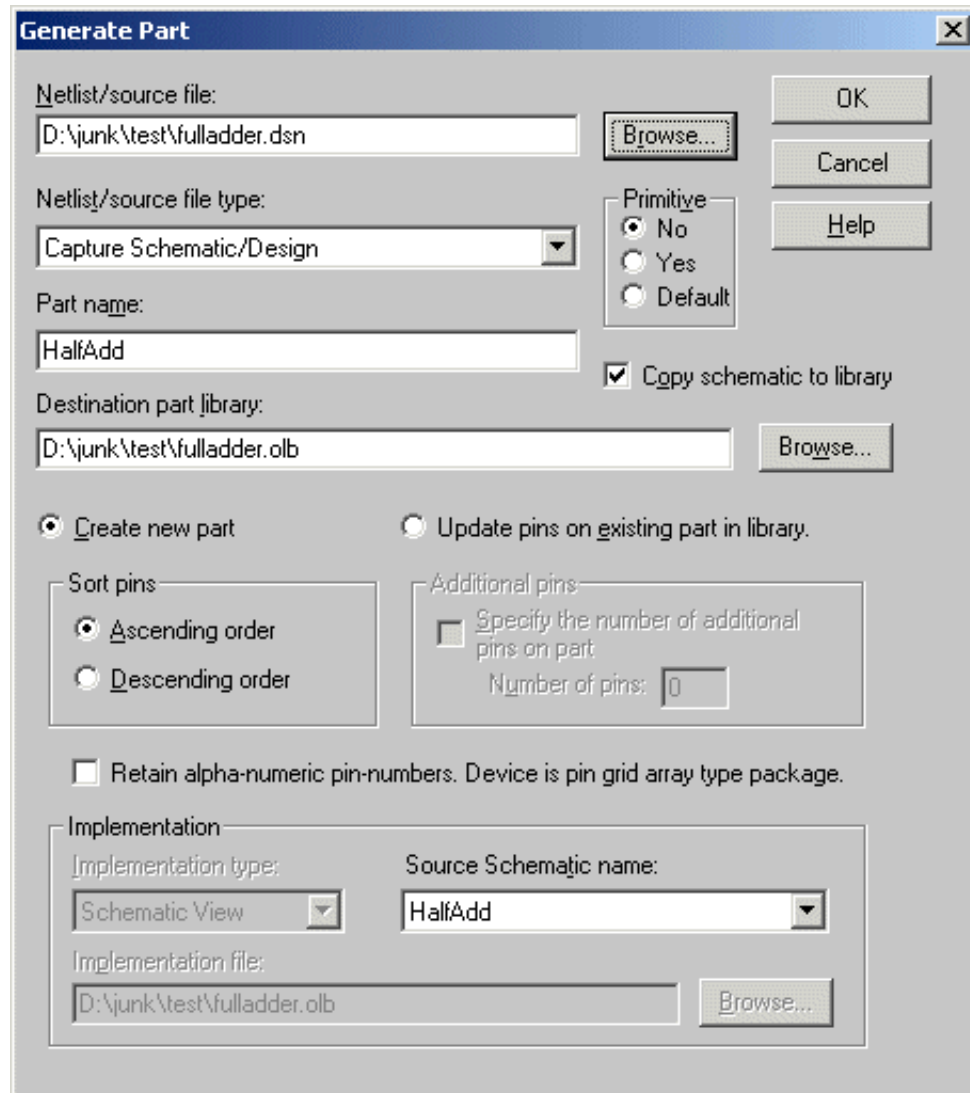 Generate Part
Netlist/source file:
OK
D:\junk\test\fulladder.dsn
Browse...
Cancel
Netlist/source file type:
Primitive
Help
No
Capture Schematic/Design
Yes
Default
Part name:
HalfAdd
Copy schematic to library
Destination part library:
D:\junk\test\fulladder.olb
Browse...
Create new part
Update pins on existing part in library.
Sort pins
Additional pins
Ascending order
Specify the number of additional
pins on part
Descending order
Number of pins: 0
Retain alpha-numeric pin-numbers. Device is pin grid array type package.
Implementation
Implementation type:
Source Schematic name:
Schematic View
HalfAdd
Implementation file:
D:\junk\test\fulladder.olb
Browse...